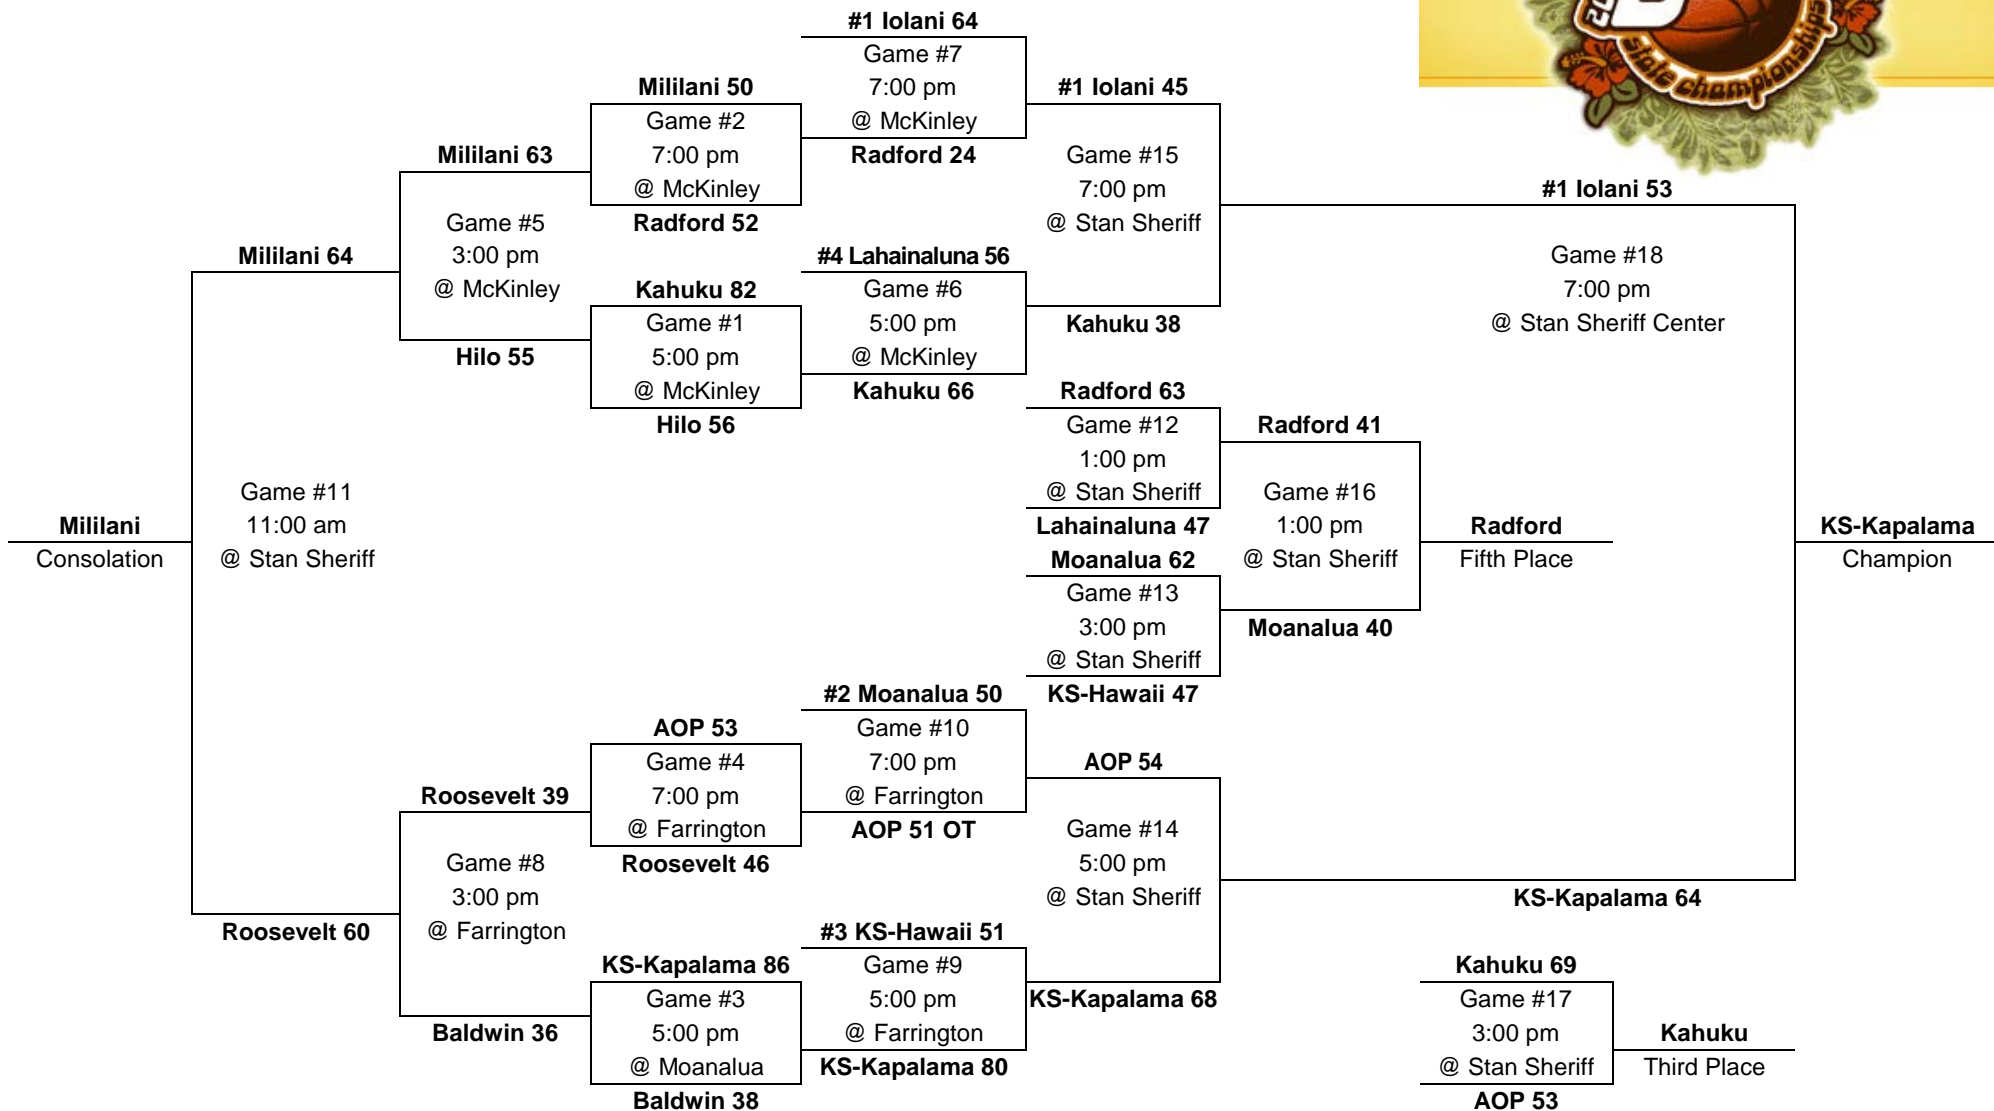 #1 Iolani 64
Game #7
7:00 pm
@ McKinley
Radford 24
Mililani 50
Game #2
7:00 pm
@ McKinley
Radford 52
#1 Iolani 45
Game #15
7:00 pm
@ Stan Sheriff
Kahuku 38
Mililani 63
Game #5
3:00 pm
@ McKinley
Hilo 55
Mililani 64
#4 Lahainaluna 56
Game #6
5:00 pm
@ McKinley
Kahuku 66
Kahuku 82
Game #1
5:00 pm
@ McKinley
Hilo 56
state championships
#1 Iolani 53
Game #18
7:00 pm
@ Stan Sheriff Center
Radford 63
Game #12
1:00 pm
@ Stan Sheriff
Lahainaluna 47
Radford 41
Game #16
1:00 pm
@ Stan Sheriff
Moanalua 40
Moanalua 62
Game #13
3:00 pm
@ Stan Sheriff
KS-Hawaii 47
Game #11
11:00 am
@ Stan Sheriff
Mililani
Consolation
Radford
Fifth Place
KS-Kapalama
Champion
#2 Moanalua 50
Game #10
7:00 pm
@ Farrington
AOP 51 OT
AOP 53
Game #4
7:00 pm
@ Farrington
Roosevelt 46
AOP 54
Game #14
5:00 pm
@ Stan Sheriff
KS-Kapalama 68
Roosevelt 39
Game #8
3:00 pm
@ Farrington
Baldwin 36
Roosevelt 60
#3 KS-Hawaii 51
Game #9
5:00 pm
@ Farrington
KS-Kapalama 80
KS-Kapalama 86
Game #3
5:00 pm
@ Moanalua
Baldwin 38
KS-Kapalama 64
Kahuku 69
Game #17
3:00 pm
@ Stan Sheriff
AOP 53
Kahuku
Third Place